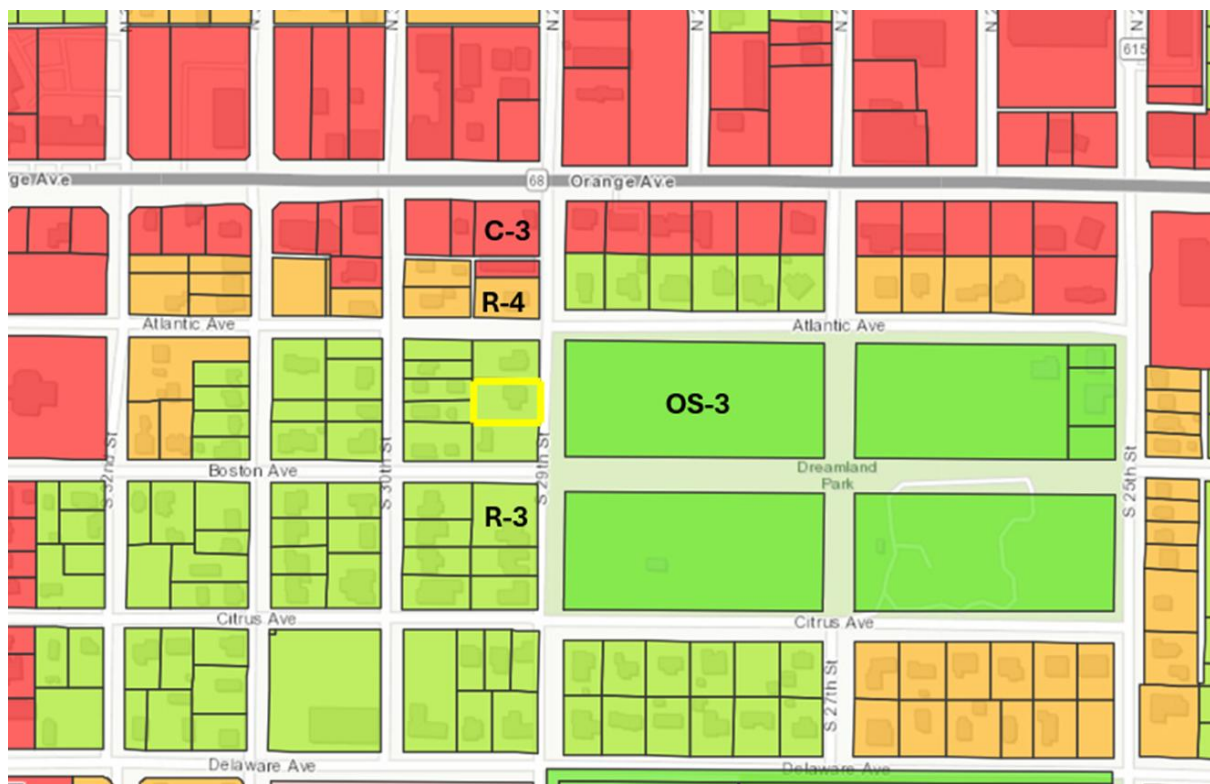 615
ge Ave
68
Orange Ave
C-3
R-4
Atlantic Ave
Atlantic Ave
OS-3
S 32nd St
S 30th St
S 29th St
S 25th St
Boston Ave
Dreamland
Park
R-3
Citrus Ave
Citrus Ave
S 27th St
Delaware Ave
Delaware Ave